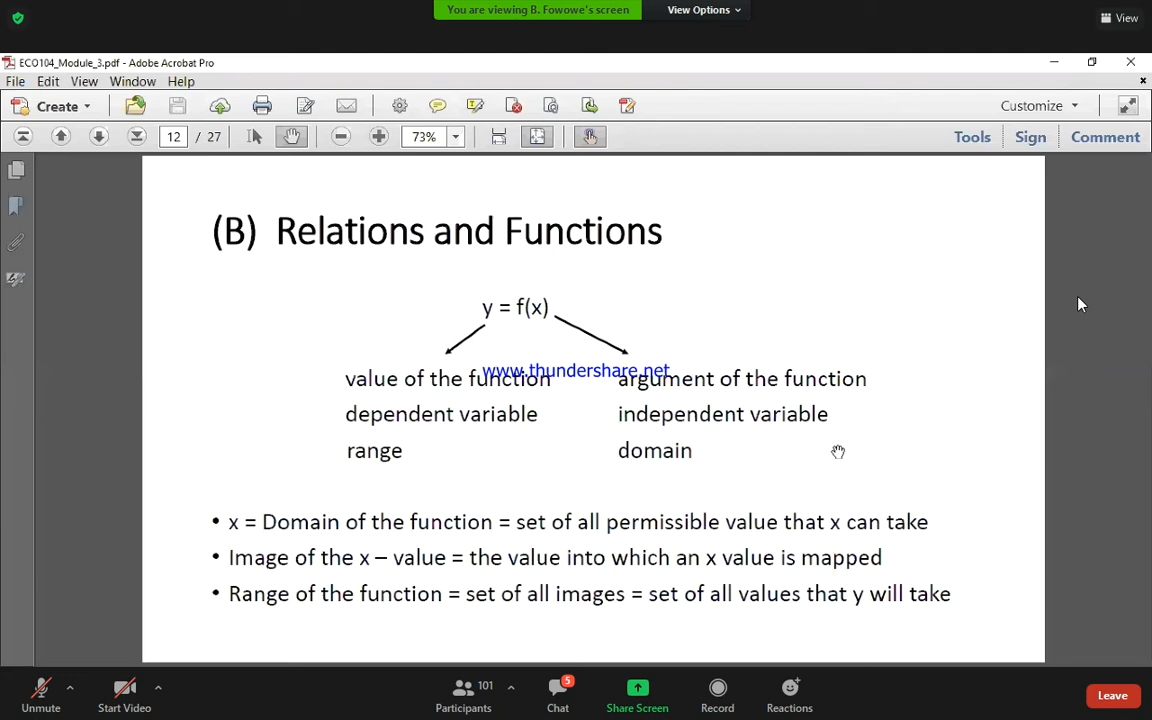 You are viewing B. Fowowe's screen
View Options
View
ECO104_Module_3.pdf - Adobe Acrobat Pro
File Edit View Window Help
Create
Customize
12 / 27
73%
Tools Sign Comment
(B) Relations and Functions
y = f(x)
www.thundershare.net
value of the function argument of the function
dependent variable independent variable
range domain
• x = Domain of the function = set of all permissible value that x can take
• Image of the x – value = the value into which an x value is mapped
• Range of the function = set of all images = set of all values that y will take
101
5
Unmute Start Video Participants Chat Share Screen Record Reactions Leave